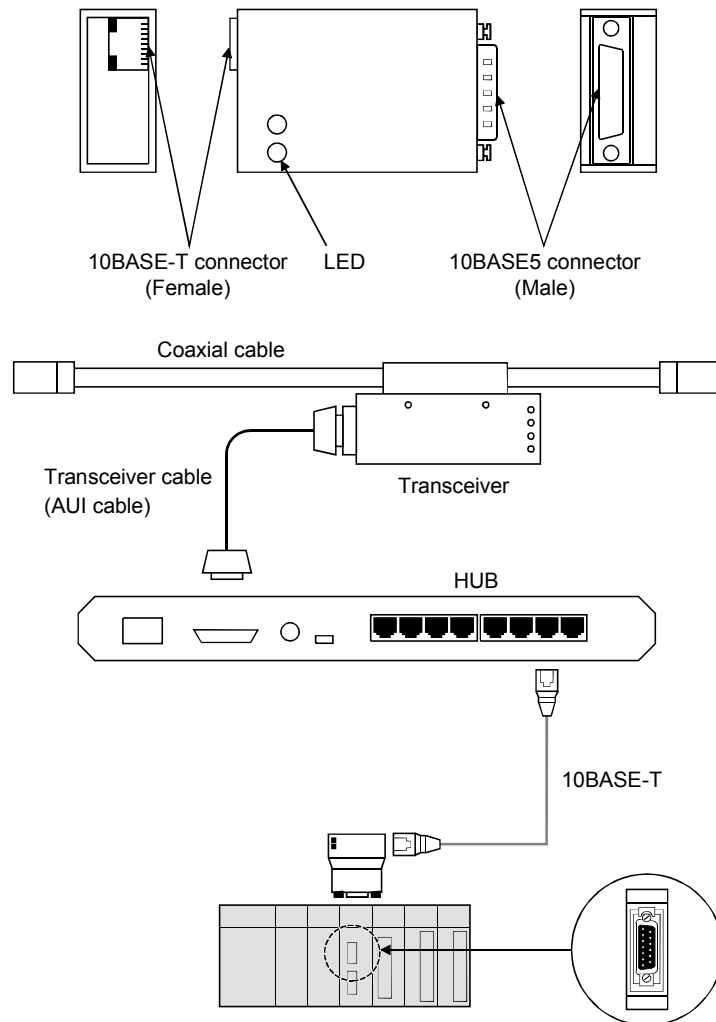 10BASE-T connector
(Female)
LED
10BASE5 connector
(Male)
Coaxial cable
Transceiver cable
(AUI cable)
Transceiver
HUB
10BASE-T